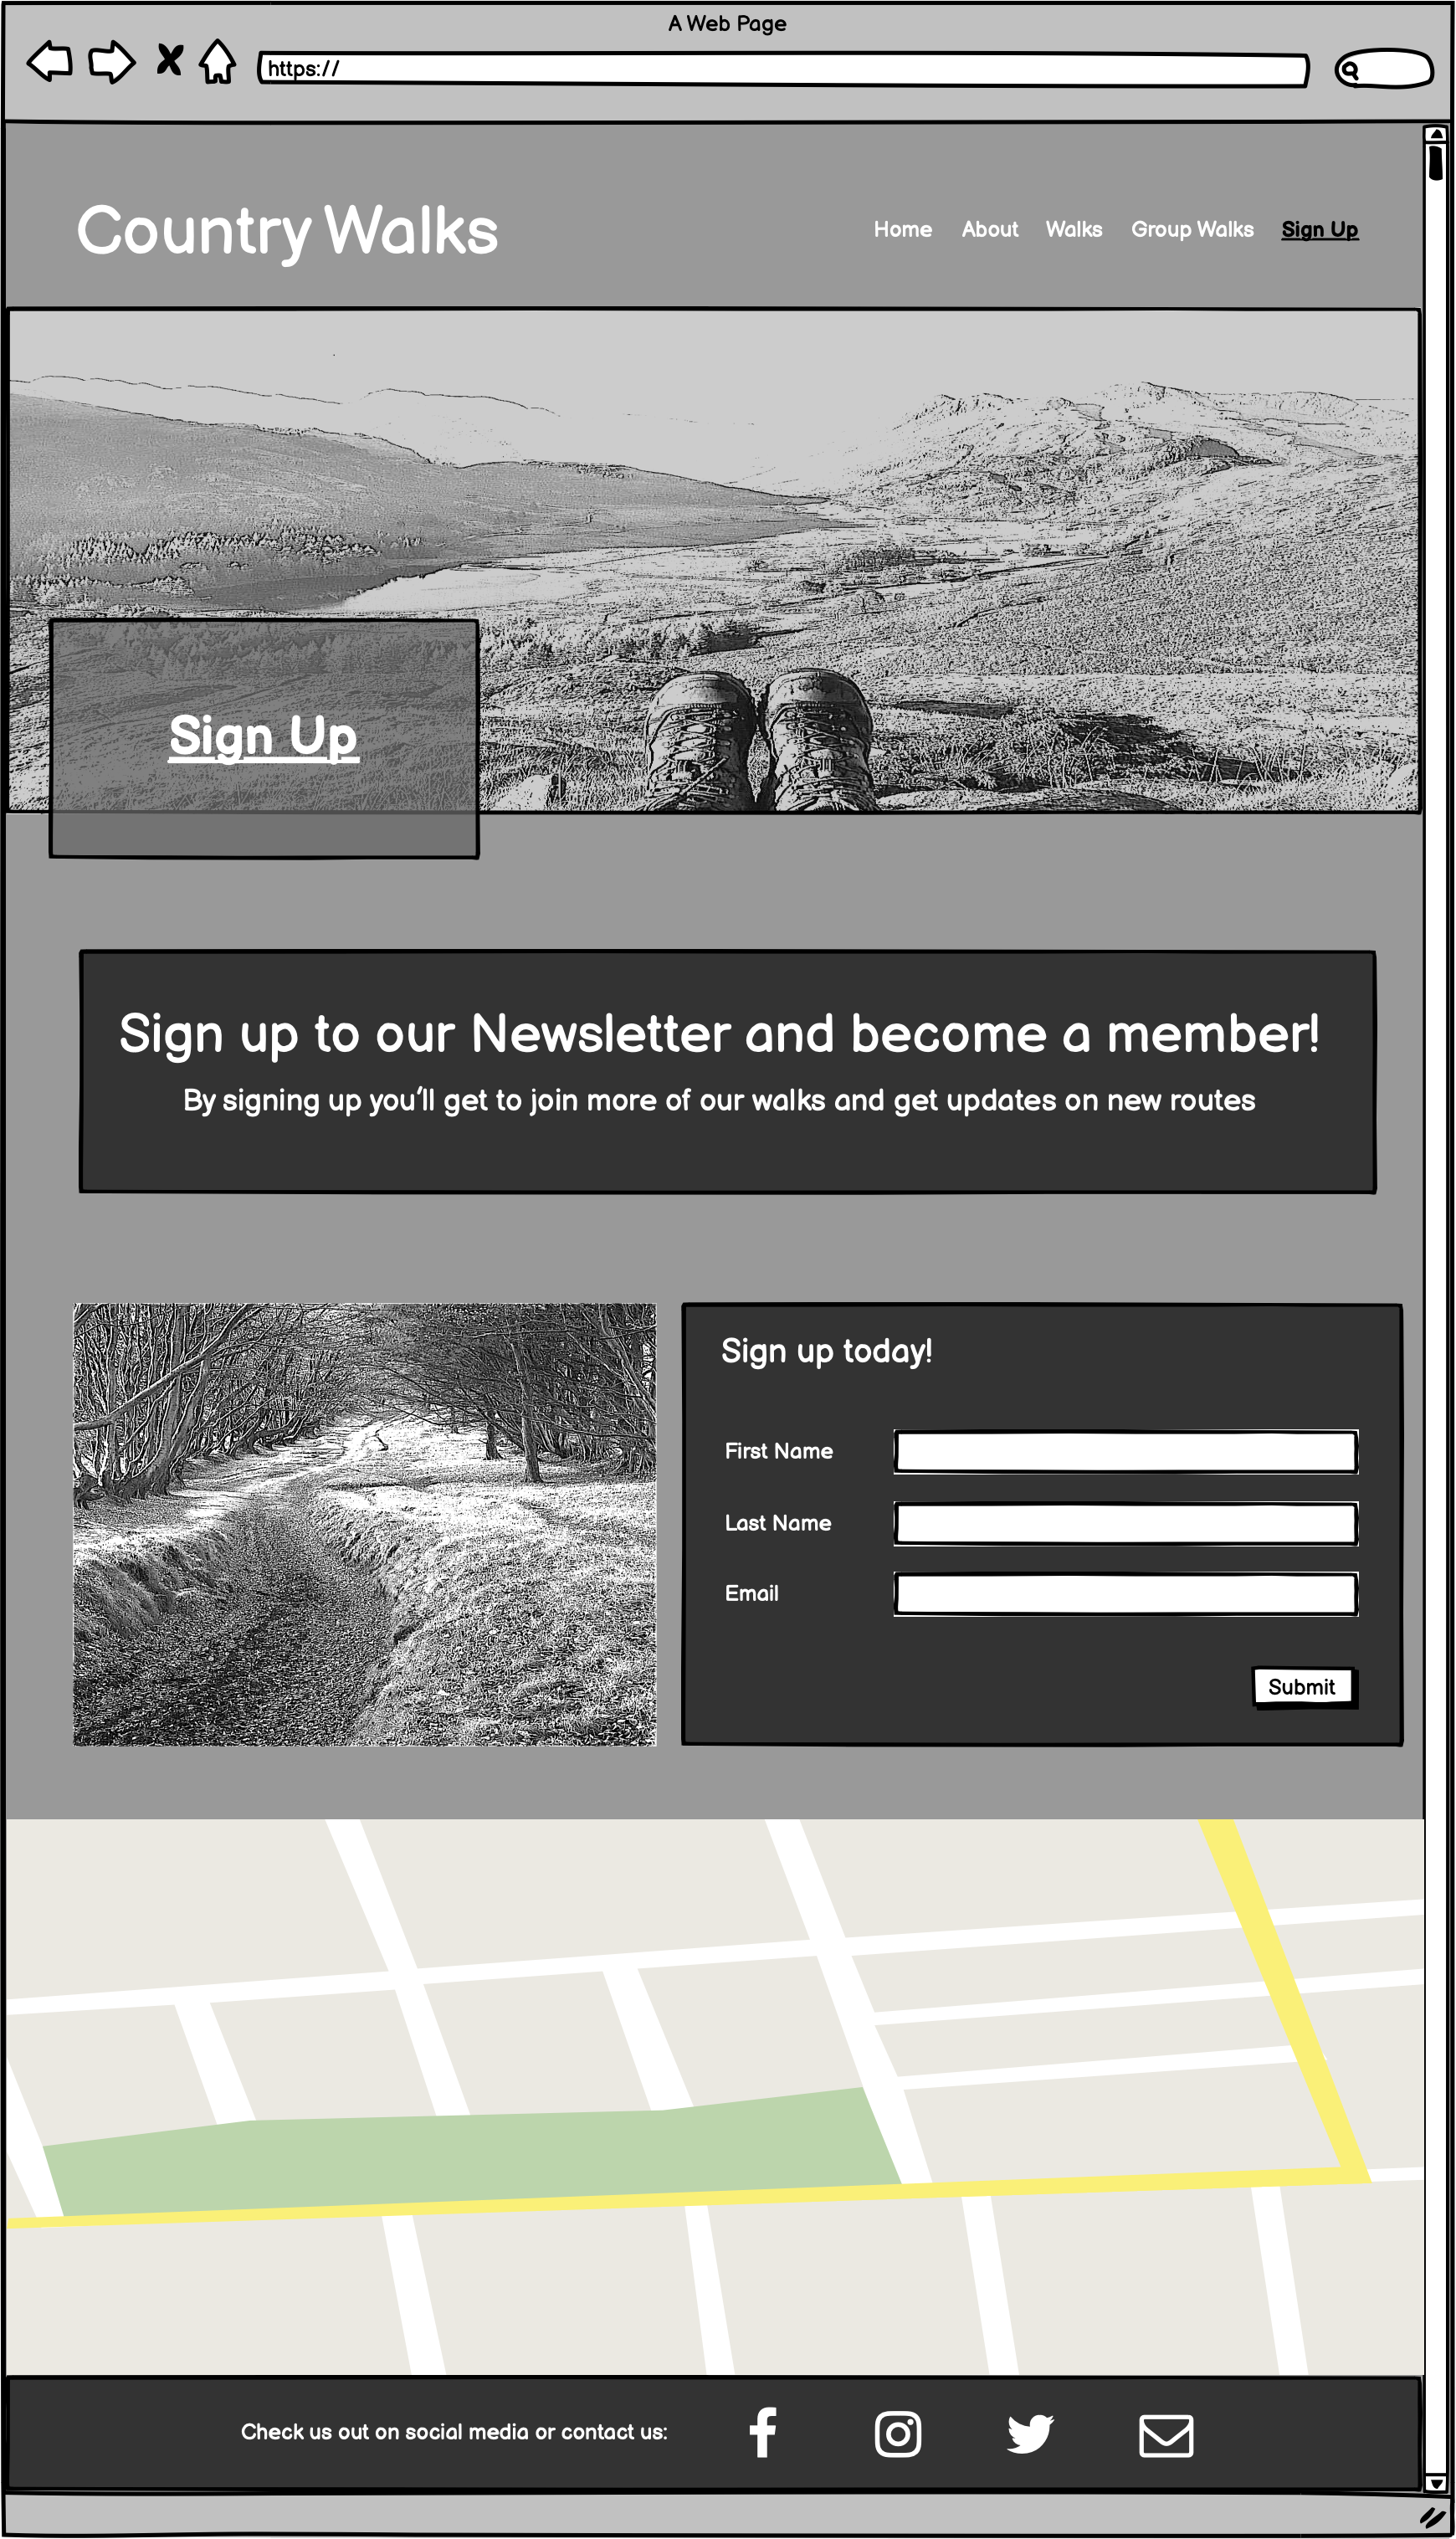 A Web Page
https://
Country Walks
Home About Walks Group Walks Sign Up
Sign Up
Sign up to our Newsletter and become a member!
By signing up you'll get to join more of our walks and get updates on new routes
Sign up today!
First Name
Last Name
Email
Submit
Check us out on social media or contact us: